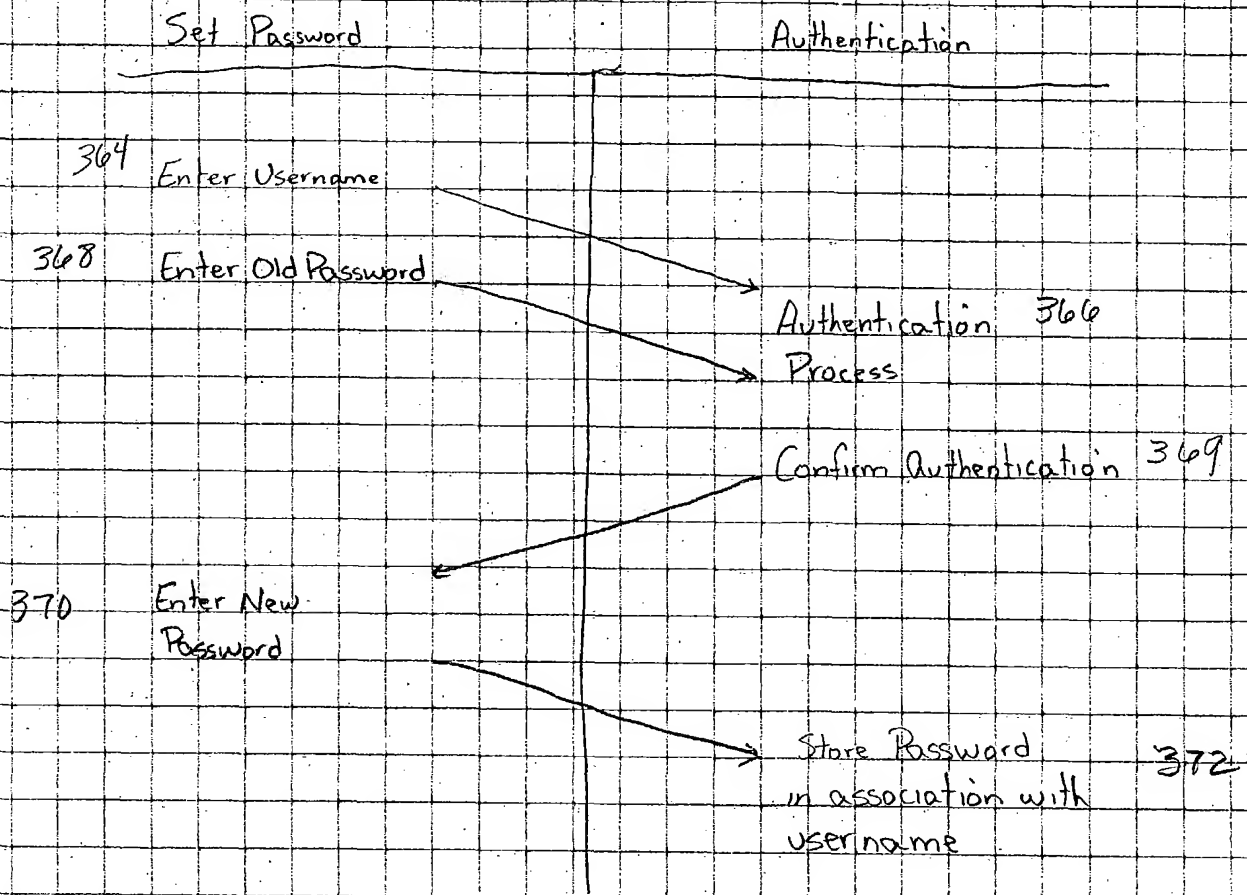 Set Password Authentication
364 Enter Username
368 Enter Old Password
Authentication 366
Process
Confirm Authentication 369
370 Enter New
Password
Store Password 372
in association with
username